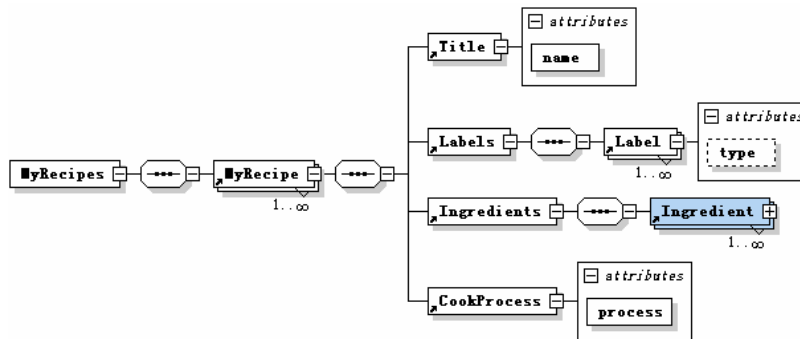 attributes
Title
name
attributes
Labels
Label
type
1..∞
MyRecipes
MyRecipe
1..∞
Ingredients
Ingredient
1..∞
attributes
CookProcess
process